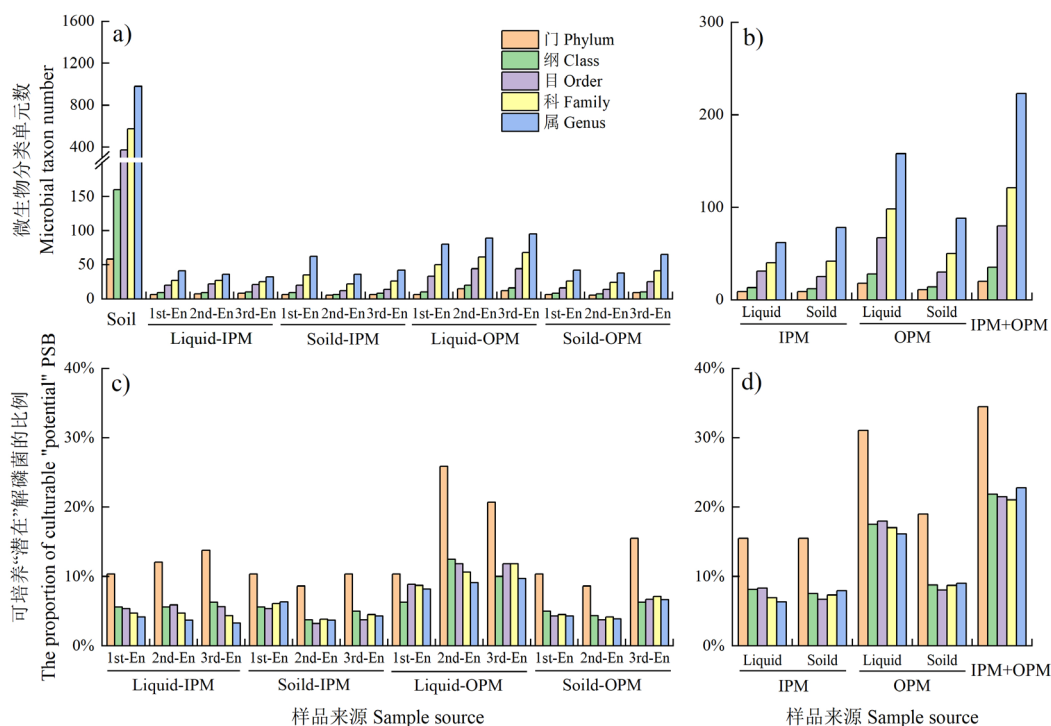 微生物分类单元数
Microbial taxon number
a)
1600
1200
800
400
150
100
50
0
门 Phylum
纲 Class
目 Order
科 Family
属 Genus
Soil
1st-En 2nd-En 3rd-En 1st-En 2nd-En 3rd-En 1st-En 2nd-En 3rd-En 1st-En 2nd-En 3rd-En
Liquid-IPM Soild-IPM Liquid-OPM Soild-OPM
b)
300
200
100
0
Liquid Soild Liquid Soild
IPM OPM IPM+OPM
可培养“潜在”解磷菌的比例
The proportion of culturable "potential" PSB
c)
40%
30%
20%
10%
0%
1st-En 2nd-En 3rd-En 1st-En 2nd-En 3rd-En 1st-En 2nd-En 3rd-En 1st-En 2nd-En 3rd-En
Liquid-IPM Soild-IPM Liquid-OPM Soild-OPM
样品来源 Sample source
d)
40%
30%
20%
10%
0%
Liquid Soild Liquid Soild
IPM OPM IPM+OPM
样品来源 Sample source